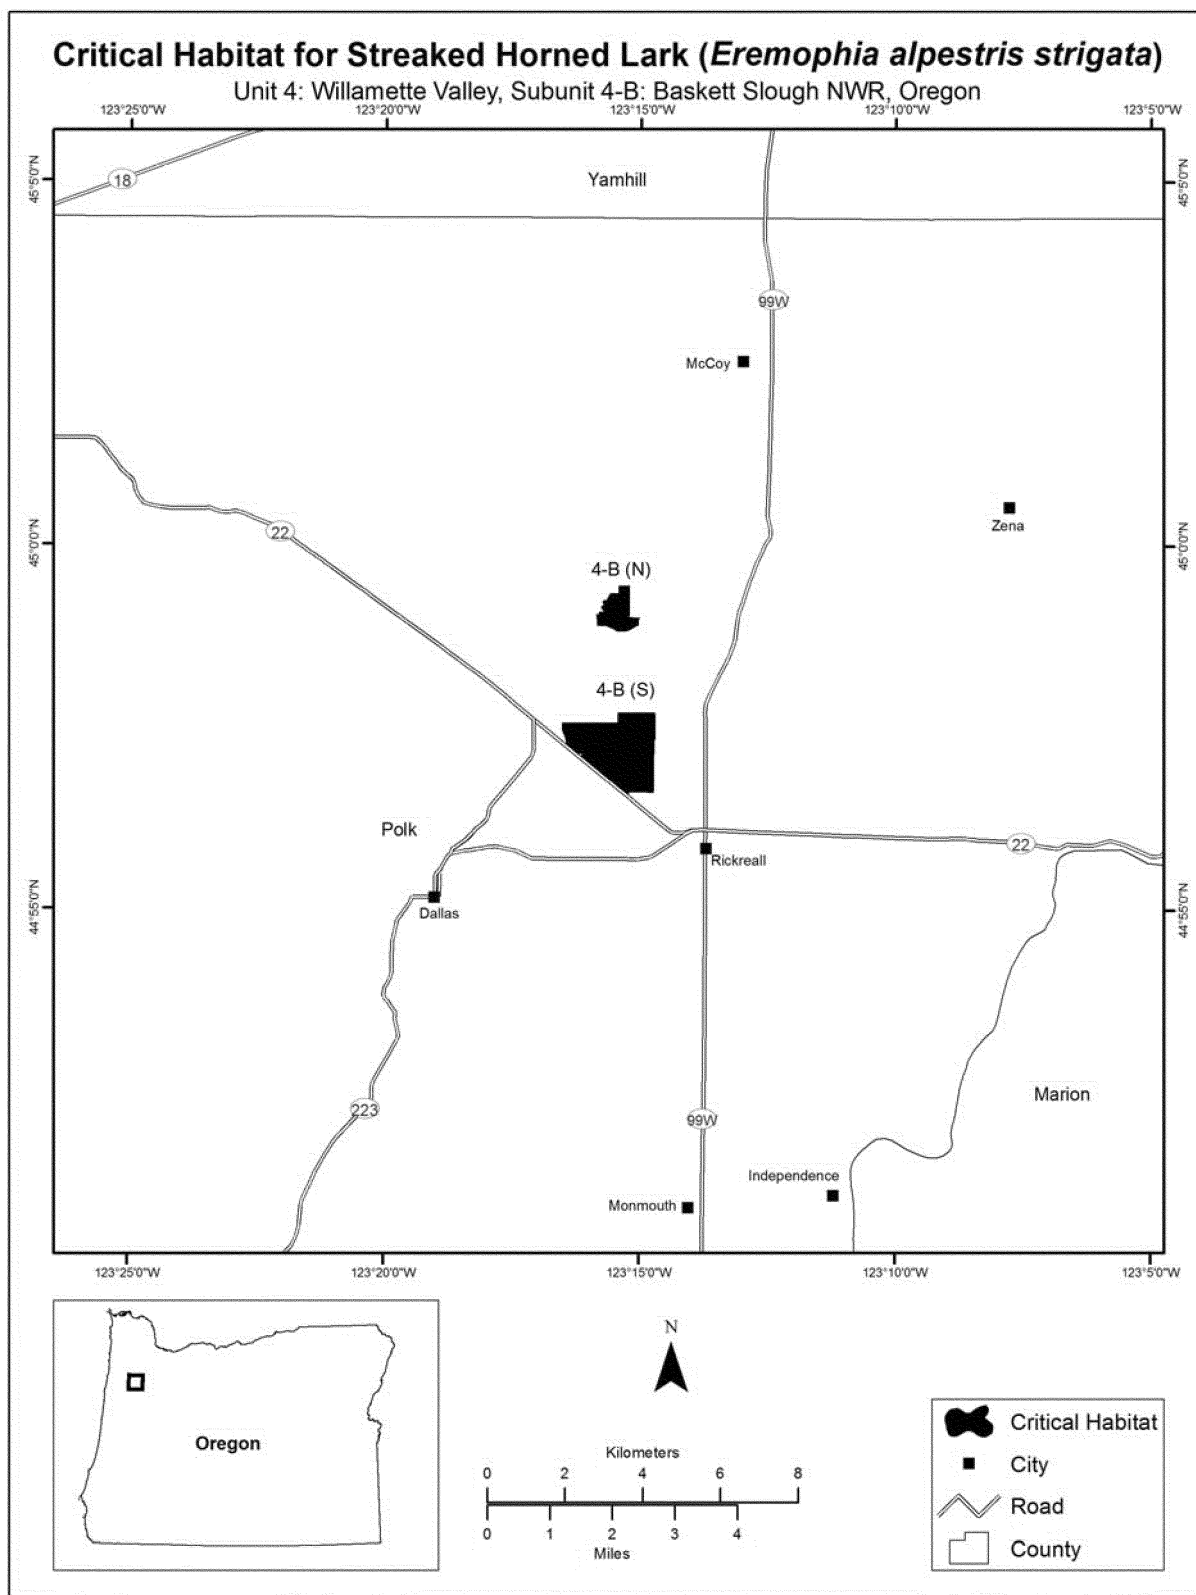 Critical Habitat for Streaked Horned Lark (Eremophia alpestris strigata)
Unit 4: Willamette Valley, Subunit 4-B: Baskett Slough NWR, Oregon
123°25'0"W 123°20'0"W 123°15'0"W 123°10'0"W 123°5'0"W
45°5'0"N
45°5'0"N
18
Yamhill
99W
McCoy
22
Zena
45°0'0"N
45°0'0"N
4-B (N)
4-B (S)
Polk
22
Rickreall
Dallas
44°55'0"N
44°55'0"N
Marion
223
99W
Independence
Monmouth
123°25'0"W 123°20'0"W 123°15'0"W 123°10'0"W 123°5'0"W
Oregon
N
Kilometers
0 2 4 6 8
0 1 2 3 4
Miles
Critical Habitat
City
Road
County